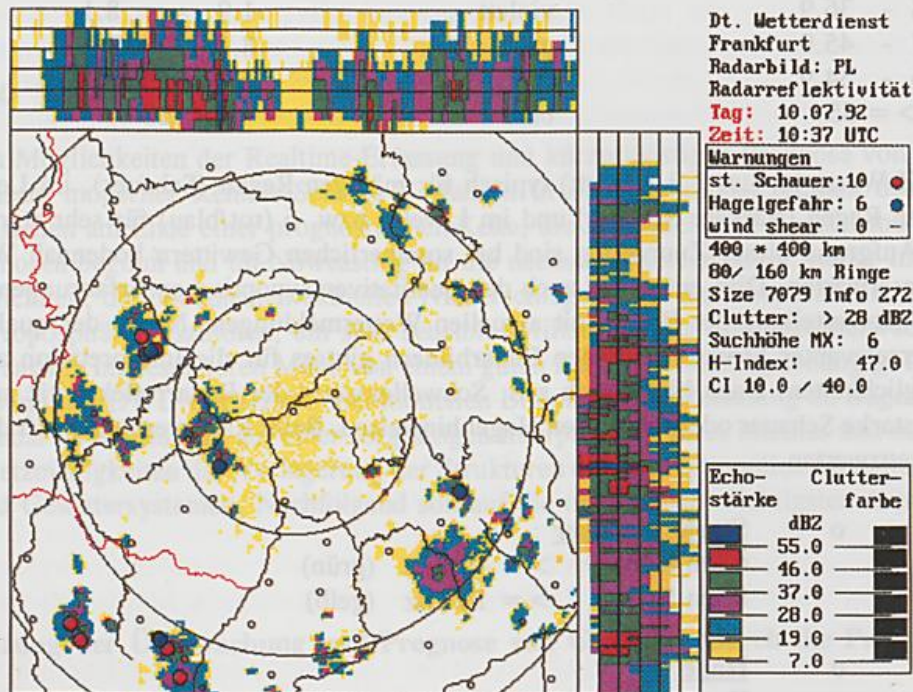 Dt. Wetterdienst
Frankfurt
Radarbild: PL
Radarreflektivität
Tag: 10.07.92
Zeit: 10:37 UTC
Warnungen
st. Schauer:10
Hagelgefahr: 6
wind shear : 0 -
400 * 400 km
80/ 160 km Ringe
Size 7079 Info 272
Clutter: > 28 dBZ
Suchhöhe MX: 6
H-Index: 47.0
CI 10.0 / 40.0
Echo- Clutter-
stärke farbe
dBZ
55.0
46.0
37.0
28.0
19.0
7.0